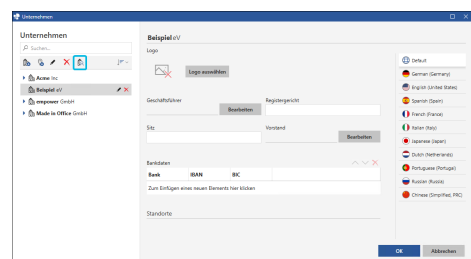 Unternehmen
Unternehmen
Suchen...
Acme Inc
Beispiel eV
empower GmbH
Made in Office GmbH
Beispiel eV
Logo
Logo auswählen
Geschäftsführer
Registergericht
Bearbeiten
Sitz
Vorstand
Bearbeiten
Bankdaten
Bank IBAN BIC
Zum Einfügen eines neuen Elements hier klicken
Standorte
Default
German (Germany)
English (United States)
Spanish (Spain)
French (France)
Italian (Italy)
Japanese (Japan)
Dutch (Netherlands)
Portuguese (Portugal)
Russian (Russia)
Chinese (Simplified, PRC)
OK Abbrechen